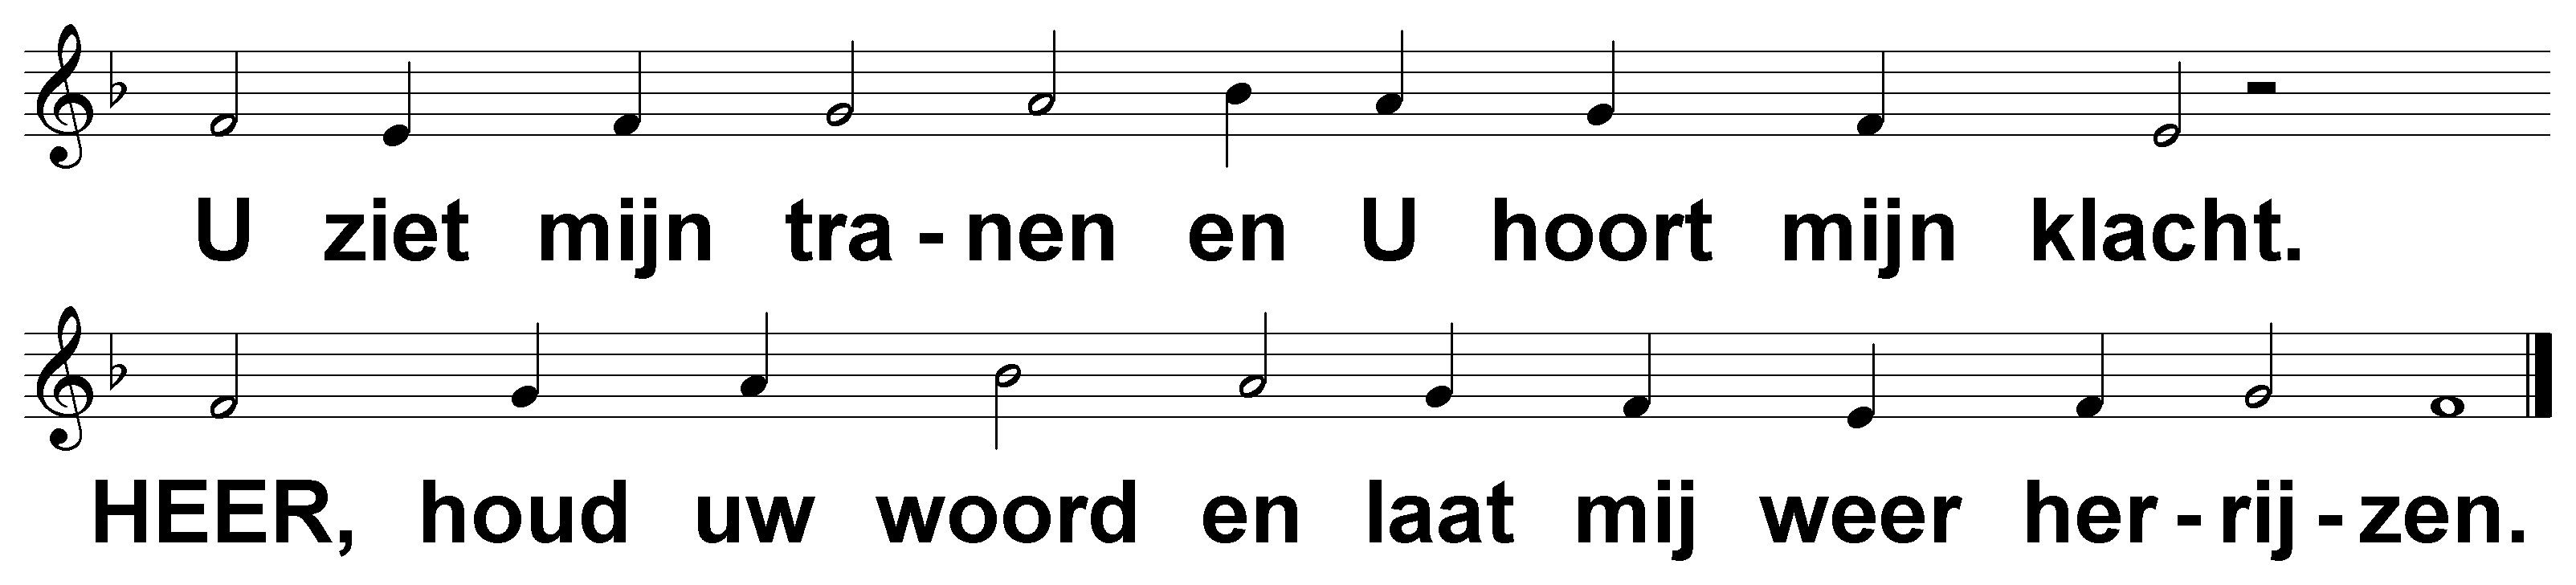 U ziet mijn tra - nen en U hoort mijn klacht.
HEER, houd uw woord en laat mij weer her - rij - zen.